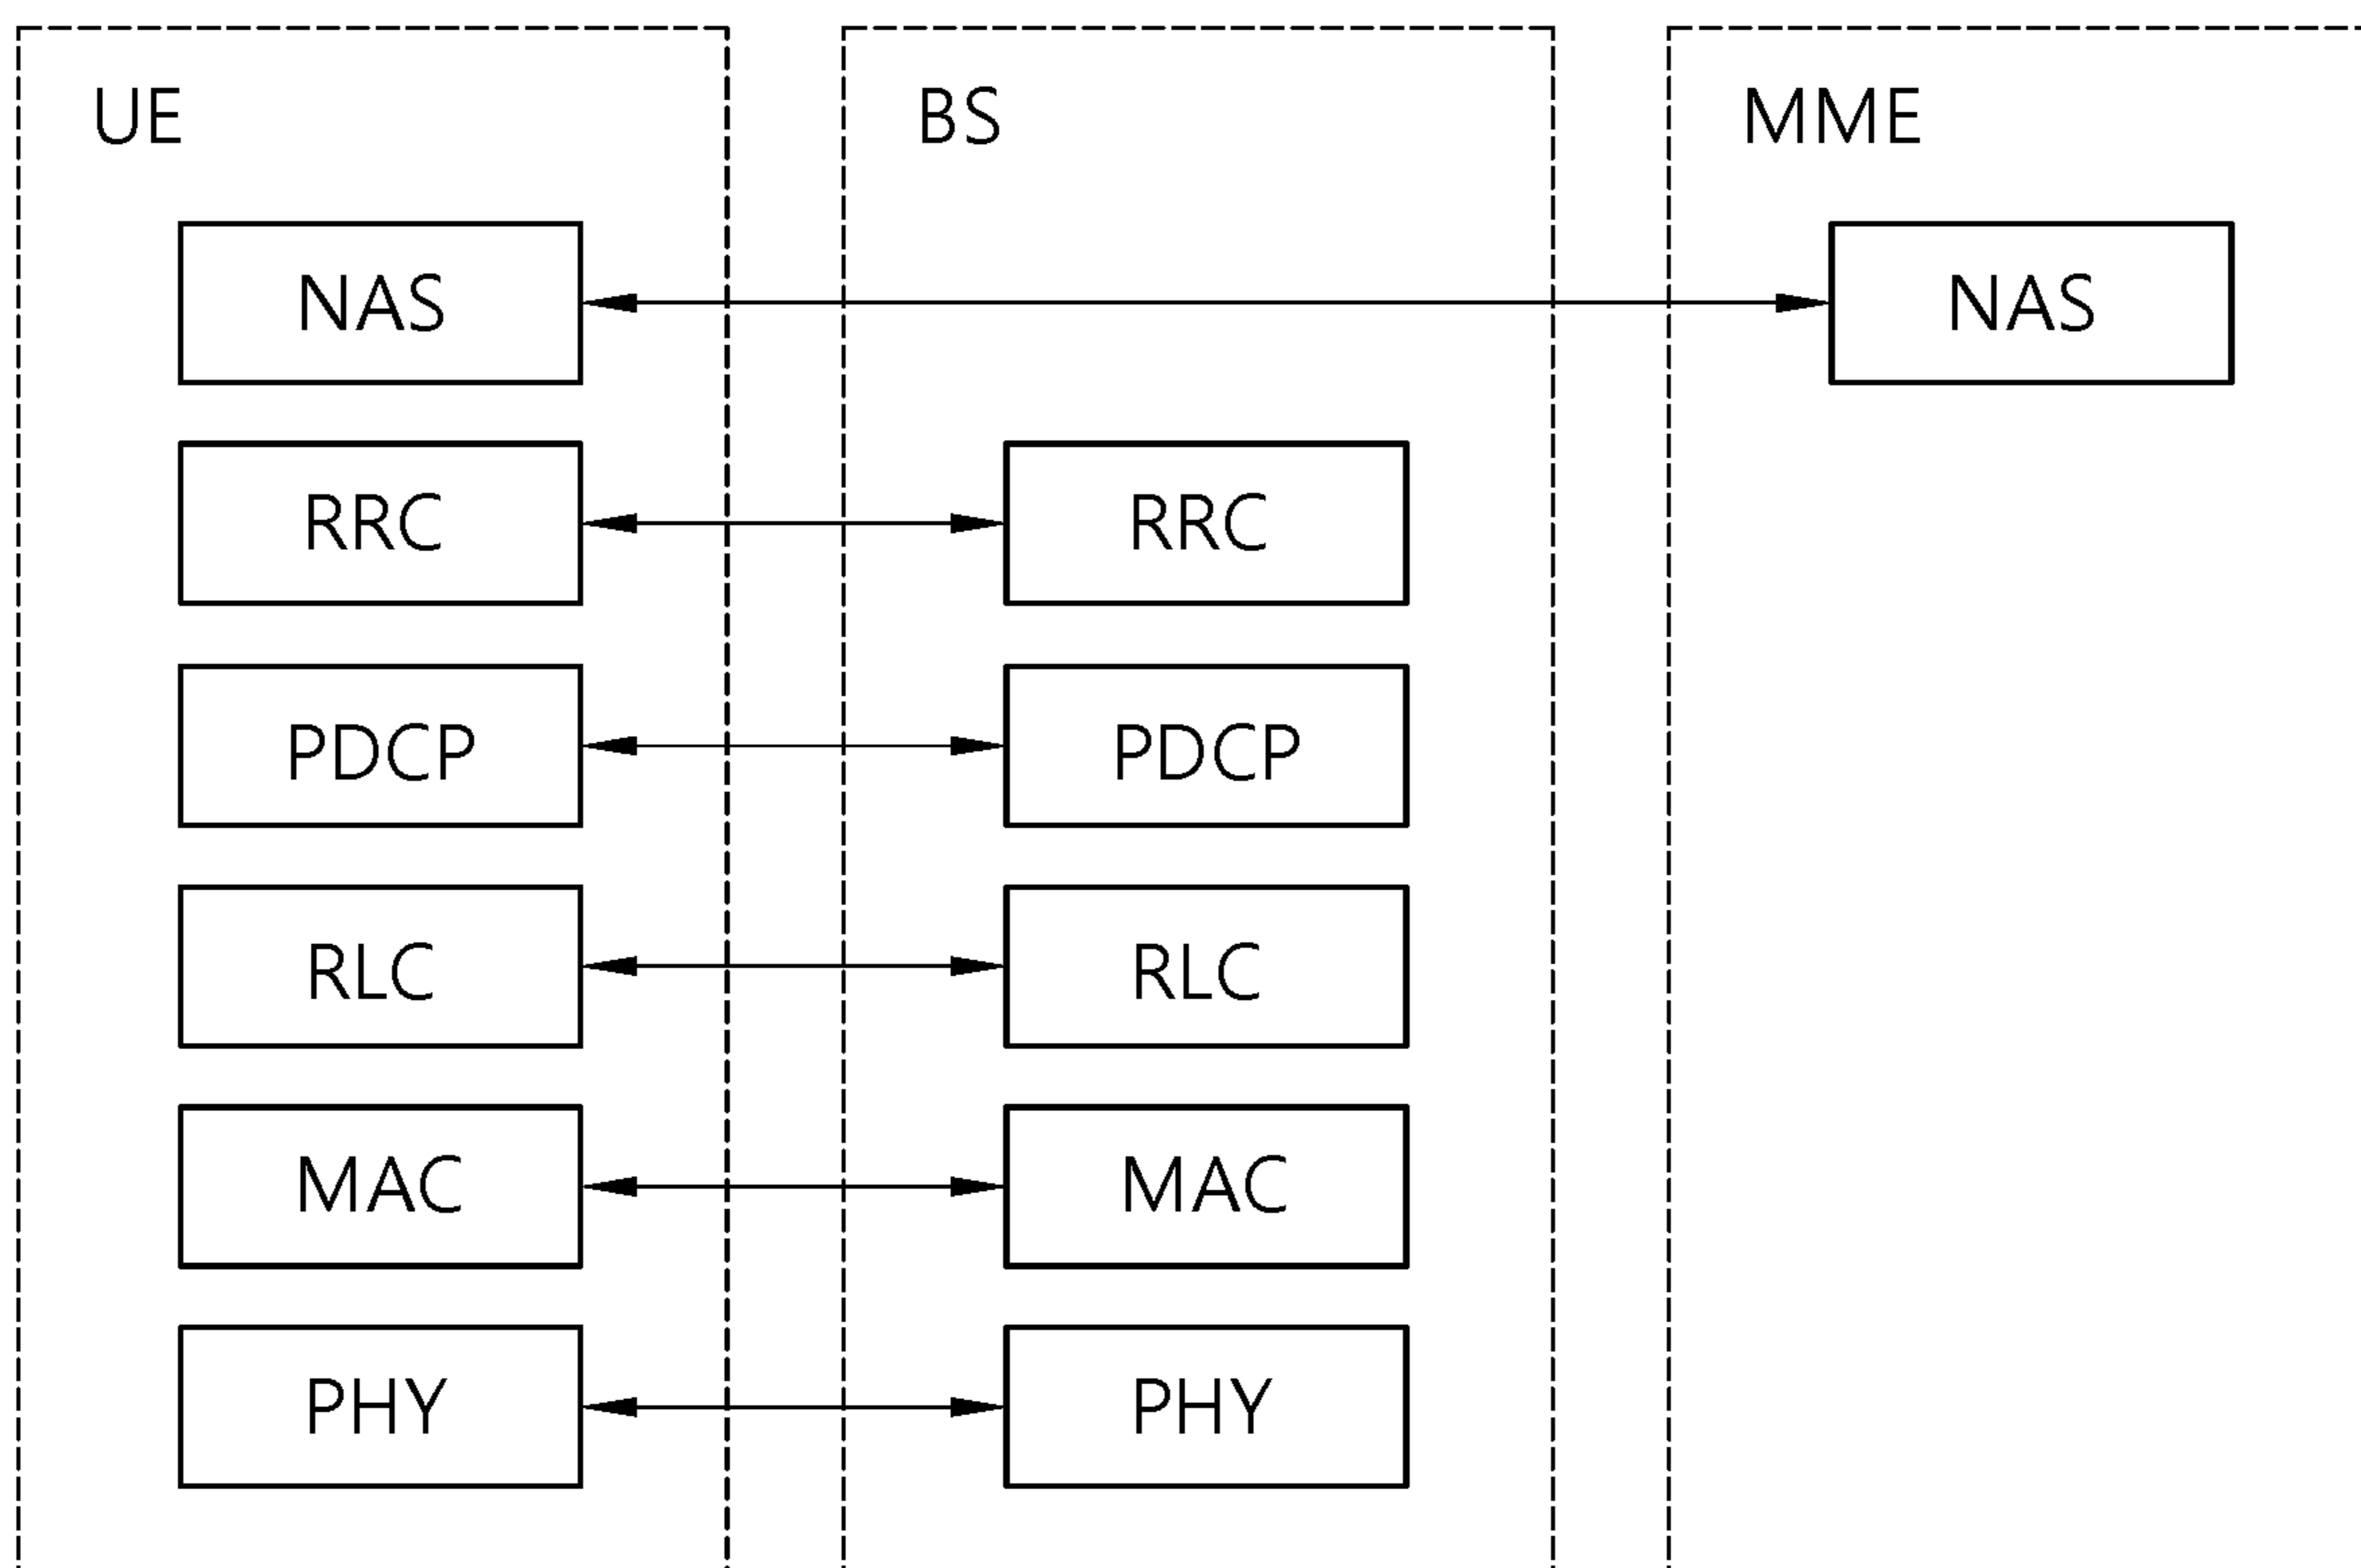 UE BS MME
NAS NAS
RRC RRC
PDCP PDCP
RLC RLC
MAC MAC
PHY PHY